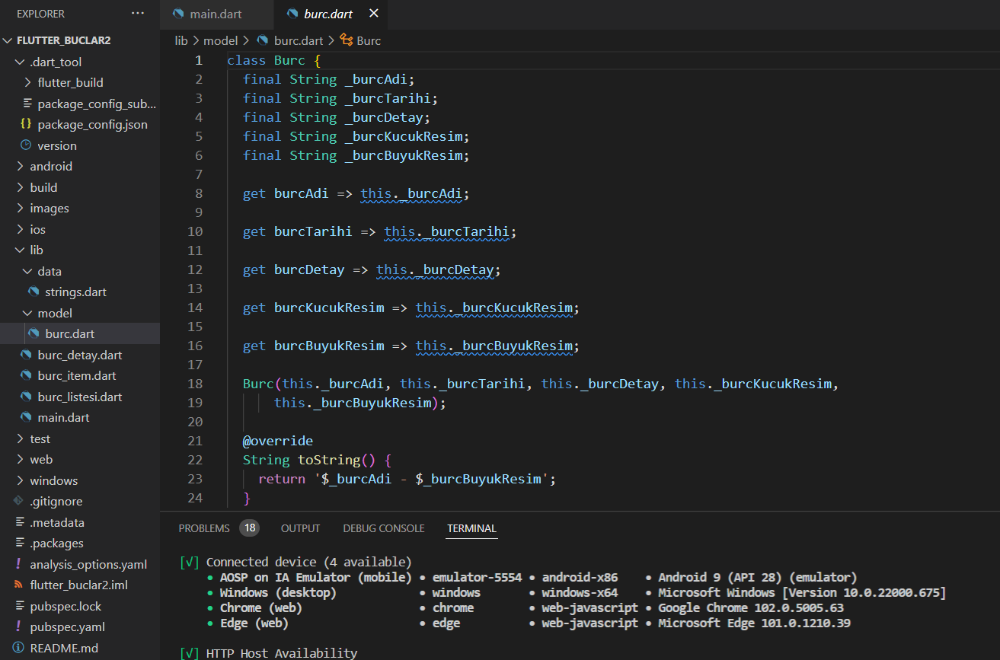 EXPLORER ...
FLUTTER_BUCLAR2
.dart_tool
flutter_build
package_config_sub...
{} package_config.json
version
android
build
images
ios
lib
data
strings.dart
model
burc.dart
burc_detay.dart
burc_item.dart
burc_listesi.dart
main.dart
test
web
windows
.gitignore
.metadata
.packages
! analysis_options.yaml
flutter_buclar2.iml
pubspec.lock
! pubspec.yaml
README.md
main.dart burc.dart ×
lib > model > burc.dart > Burc
1 class Burc {
2 final String _burcAdi;
3 final String _burcTarihi;
4 final String _burcDetay;
5 final String _burcKucukResim;
6 final String _burcBuyukResim;
7
8 get burcAdi => this._burcAdi;
9
10 get burcTarihi => this._burcTarihi;
11
12 get burcDetay => this._burcDetay;
13
14 get burcKucukResim => this._burcKucukResim;
15
16 get burcBuyukResim => this._burcBuyukResim;
17
18 Burc(this._burcAdi, this._burcTarihi, this._burcDetay, this._burcKucukResim,
19 this._burcBuyukResim);
20
21 @override
22 String toString() {
23 return '$_burcAdi - $_burcBuyukResim';
24 }
PROBLEMS 18 OUTPUT DEBUG CONSOLE TERMINAL
[√] Connected device (4 available)
• AOSP on IA Emulator (mobile) • emulator-5554 • android-x86 • Android 9 (API 28) (emulator)
• Windows (desktop) • windows • windows-x64 • Microsoft Windows [Version 10.0.22000.675]
• Chrome (web) • chrome • web-javascript • Google Chrome 102.0.5005.63
• Edge (web) • edge • web-javascript • Microsoft Edge 101.0.1210.39
[√] HTTP Host Availability